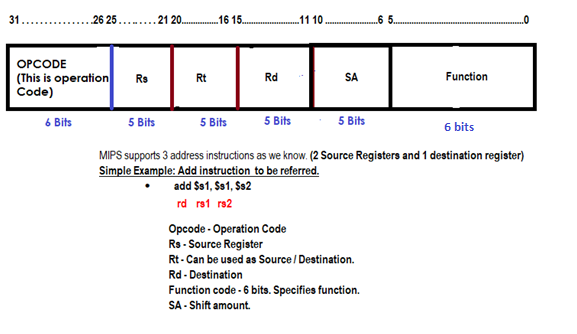 31 . . . . . . . . . . . . . . . .26 25 . . . . . . . . 21 20...............16 15...................11 10 .................6 5.........................................0
OPCODE
(This is operation Code)
Rs
Rt
Rd
SA
Function
6 Bits
5 Bits
5 Bits
5 Bits
5 Bits
6 bits
MIPS supports 3 address instructions as we know. (2 Source Registers and 1 destination register)
Simple Example: Add instruction to be referred.
• add $s1, $s1, $s2
rd rs1 rs2
Opcode - Operation Code
Rs - Source Register
Rt - Can be used as Source / Destination.
Rd - Destination
Function code - 6 bits. Specifies function.
SA - Shift amount.